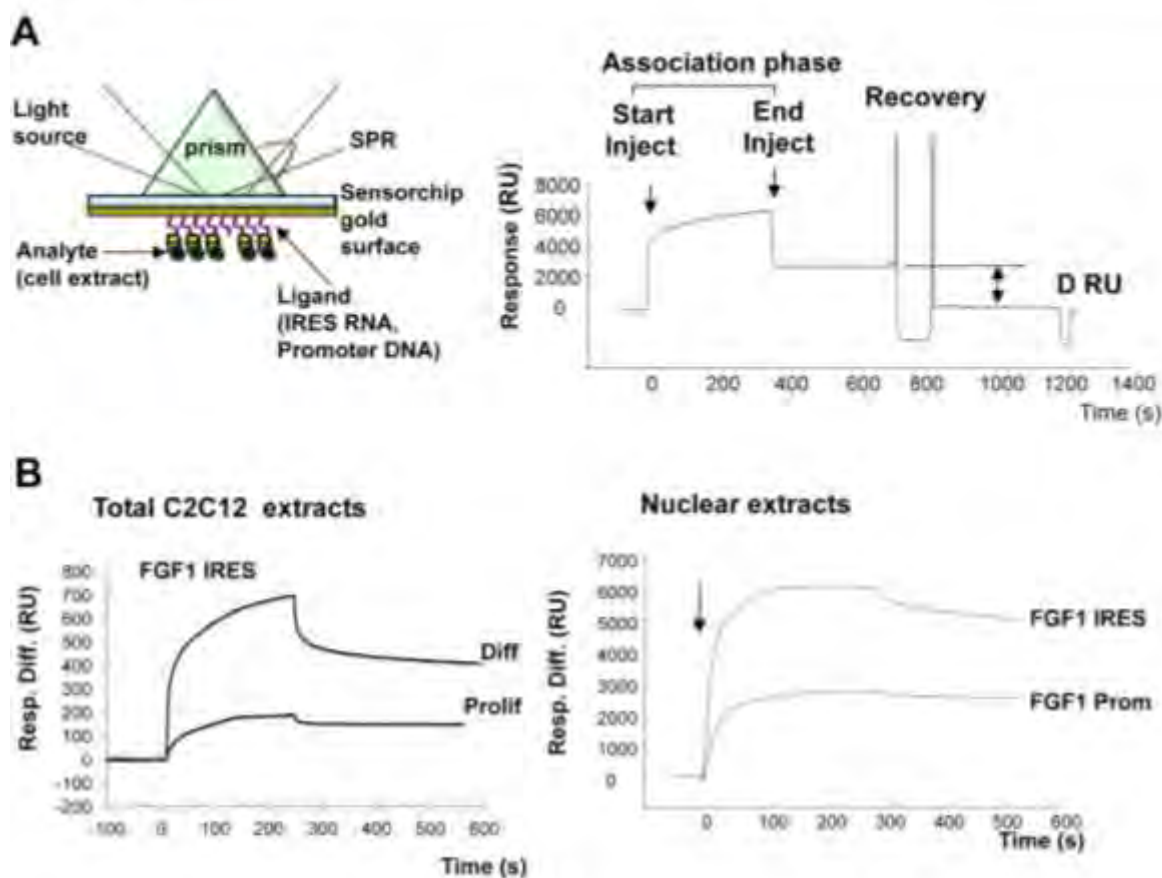 A
Light
source
prism
SPR
Sensorchip
gold
surface
Analyte
(cell extract)
Ligand
(IRES RNA,
Promoter DNA)
Association phase
Start
Inject
End
Inject
Recovery
Response (RU)
8000
6000
4000
2000
0
D RU
0 200 400 600 800 1000 1200 1400
Time (s)
B
Total C2C12 extracts
FGF1 IRES
Resp. Diff. (RU)
800
700
600
500
400
300
200
100
0
-100
-200
Diff
Prolif
-100 0 100 200 300 400 500 600
Time (s)
Nuclear extracts
Resp. Diff. (RU)
7000
6000
5000
4000
3000
2000
1000
0
FGF1 IRES
FGF1 Prom
0 100 200 300 400 500 600
Time (s)